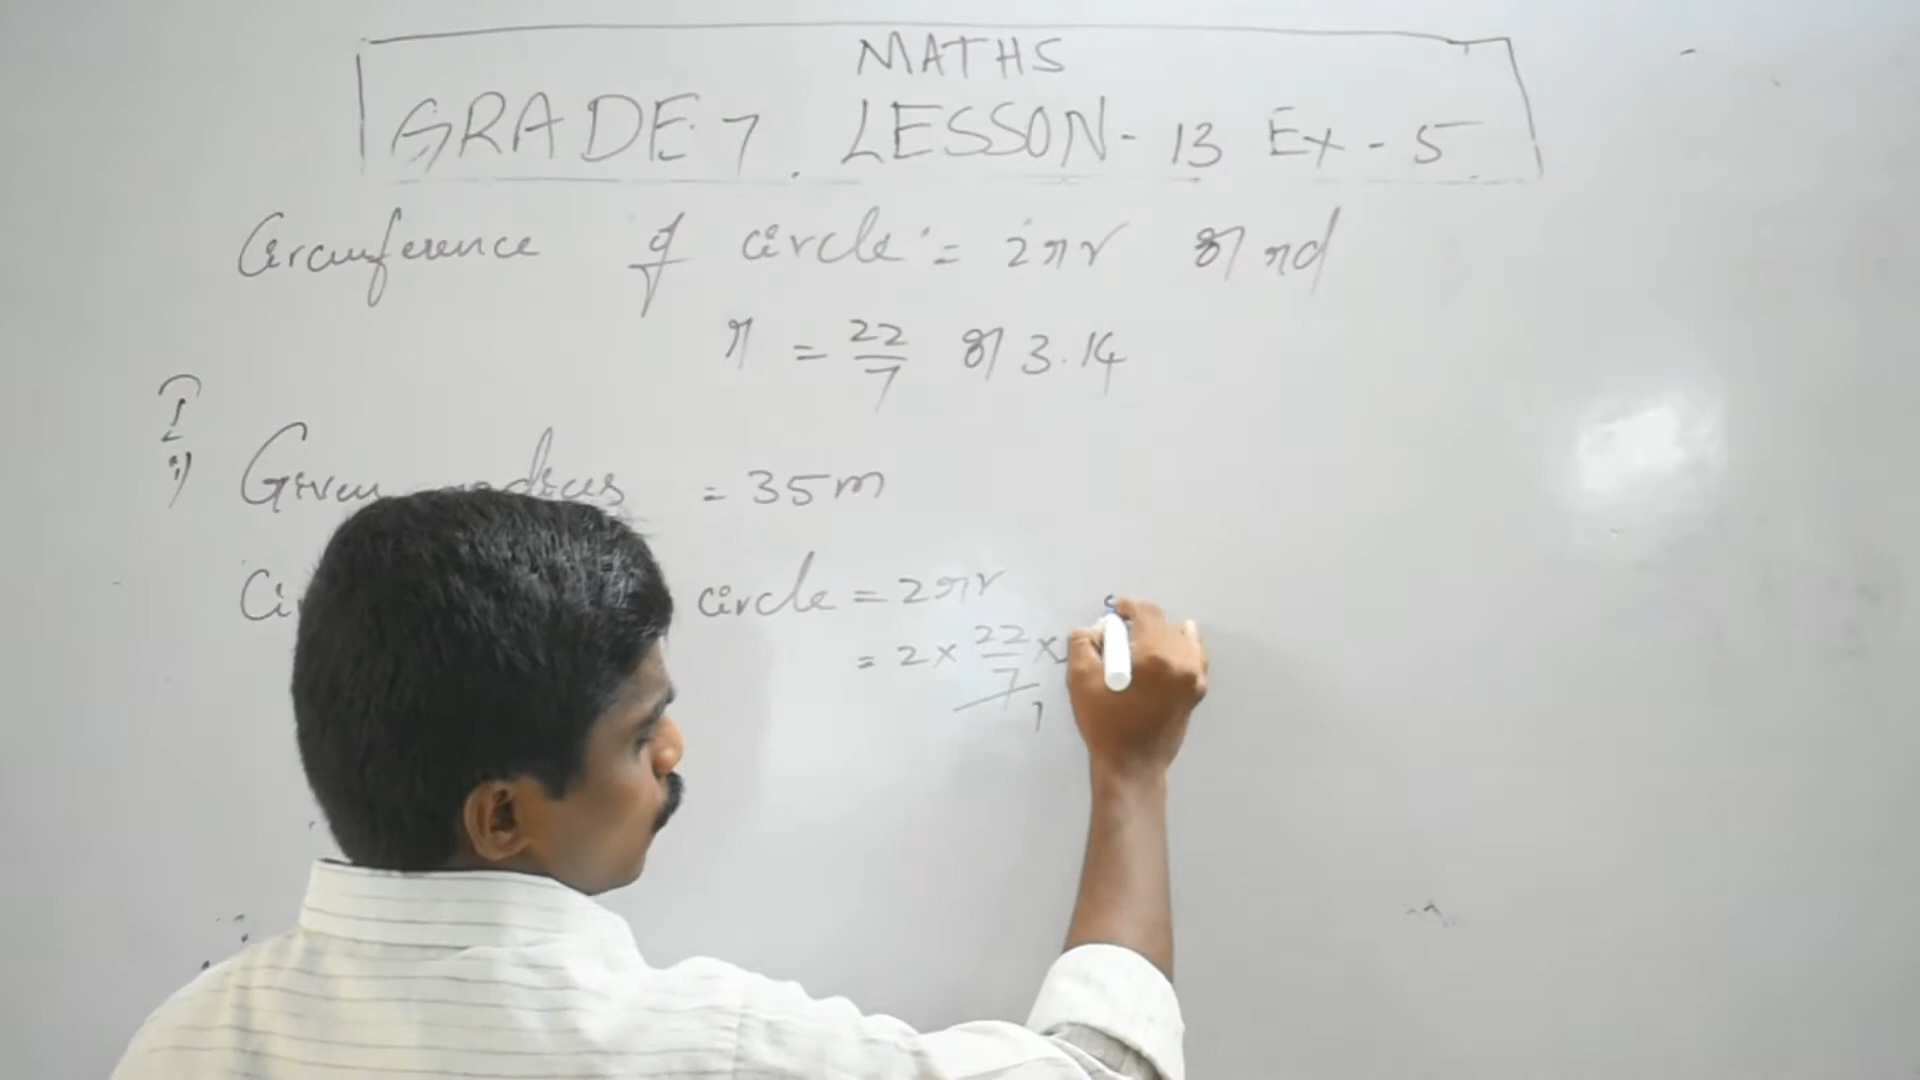 MATHS
GRADE 7. LESSON - 13 Ex - 5
Circumference of circle = 2πr or πd
π = 22/7 or 3.14
I
i) Given radius = 35m
circle = 2πr
= 2 × 22/7 ×
1